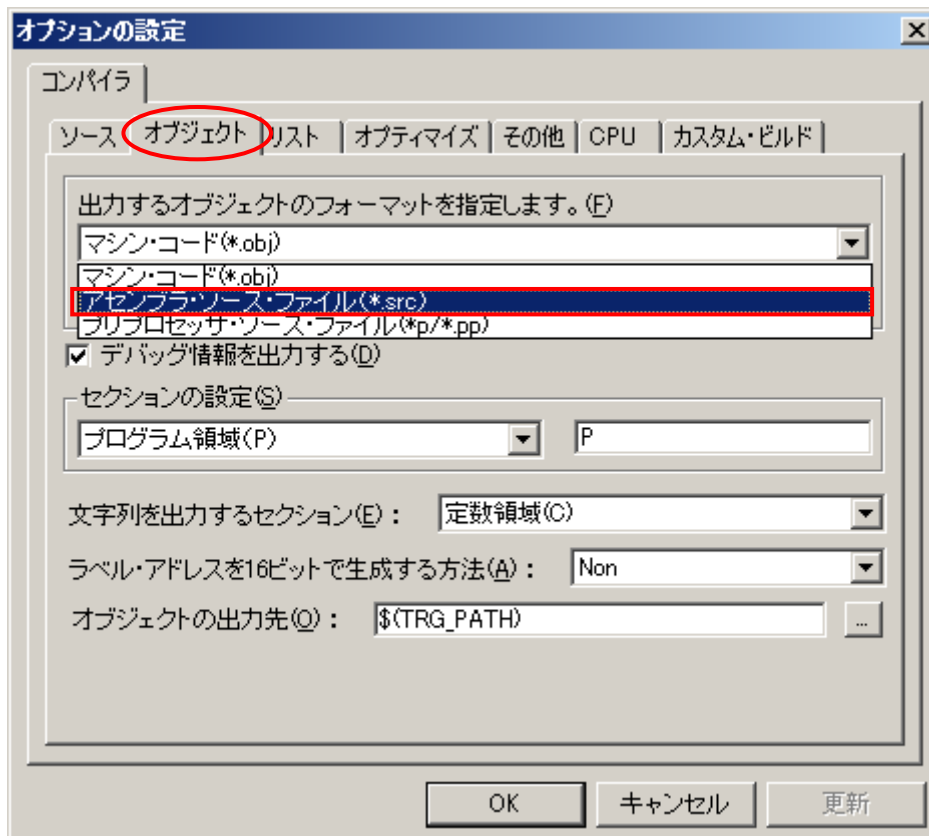 オプションの設定
コンパイラ
ソース オブジェクト リスト オプティマイズ その他 CPU カスタム・ビルド
出力するオブジェクトのフォーマットを指定します。(F)
マシン・コード(*.obj)
マシン・コード(*.obj)
アセンブラ・ソース・ファイル(*.src)
プリプロセッサ・ソース・ファイル(*p/*.pp)
デバッグ情報を出力する(D)
セクションの設定(S)
プログラム領域(P) P
文字列を出力するセクション(E)： 定数領域(C)
ラベル・アドレスを16ビットで生成する方法(A)： Non
オブジェクトの出力先(O)： $(TRG_PATH) ...
OK キャンセル 更新